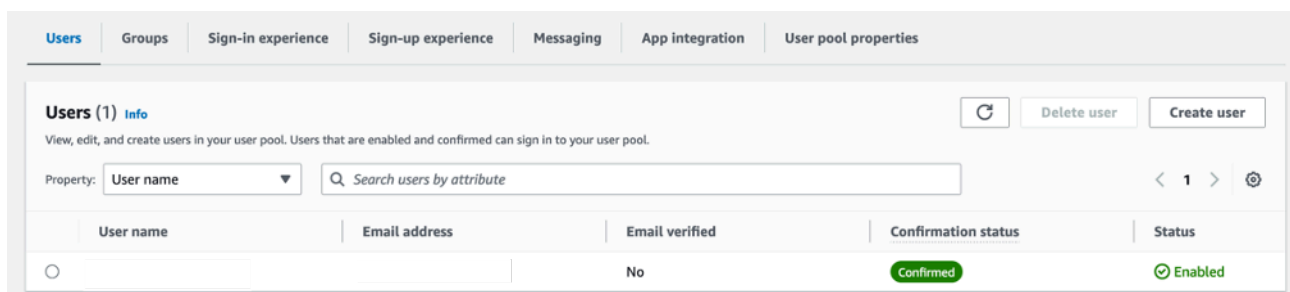 Users Groups Sign-in experience Sign-up experience Messaging App integration User pool properties
Users (1) Info
Delete user Create user
View, edit, and create users in your user pool. Users that are enabled and confirmed can sign in to your user pool.
Property: User name Search users by attribute 1
User name Email address Email verified Confirmation status Status
No Confirmed Enabled